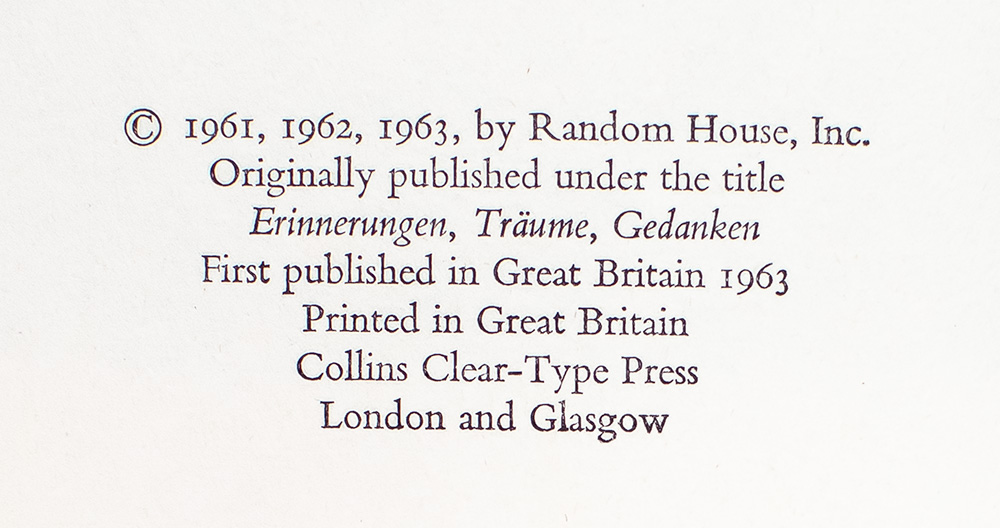 © 1961, 1962, 1963, by Random House, Inc.
Originally published under the title
Erinnerungen, Träume, Gedanken
First published in Great Britain 1963
Printed in Great Britain
Collins Clear-Type Press
London and Glasgow